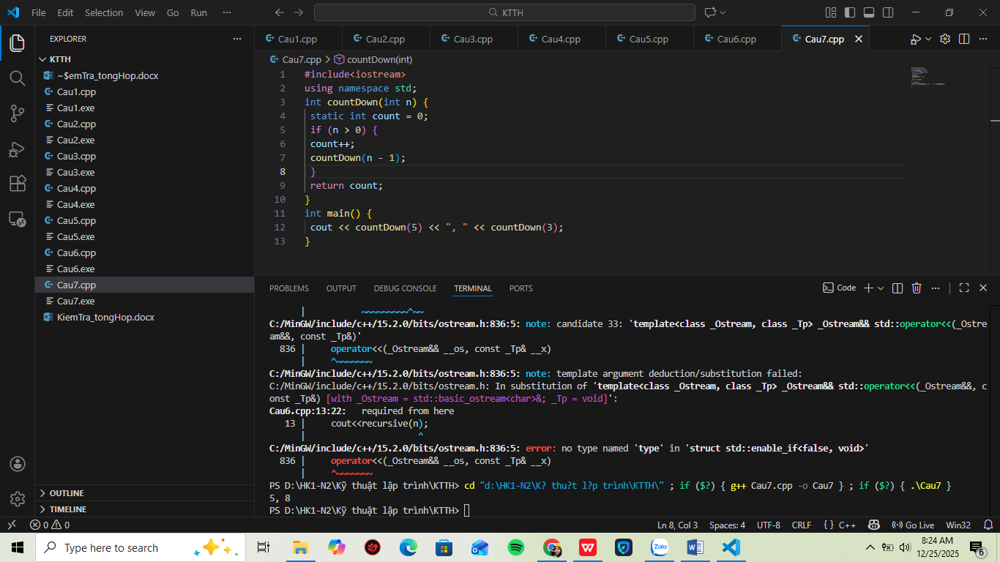 File Edit Selection View Go Run ··· KTTH
EXPLORER ···
KTTH
~$emTra_tongHop.docx
Cau1.cpp
Cau1.exe
Cau2.cpp
Cau2.exe
Cau3.cpp
Cau3.exe
Cau4.cpp
Cau4.exe
Cau5.cpp
Cau5.exe
Cau6.cpp
Cau6.exe
Cau7.cpp
Cau7.exe
KiemTra_tongHop.docx
OUTLINE
TIMELINE
Cau1.cpp Cau2.cpp Cau3.cpp Cau4.cpp Cau5.cpp Cau6.cpp Cau7.cpp
Cau7.cpp > countDown(int)
1 #include<iostream>
2 using namespace std;
3 int countDown(int n) {
4 static int count = 0;
5 if (n > 0) {
6 count++;
7 countDown(n - 1);
8 }
9 return count;
10 }
11 int main() {
12 cout << countDown(5) << ", " << countDown(3);
13 }
PROBLEMS OUTPUT DEBUG CONSOLE TERMINAL PORTS Code
| ~~~~~~~~~^~~
C:/MinGW/include/c++/15.2.0/bits/ostream.h:836:5: note: candidate 33: 'template<class _Ostream, class _Tp> _Ostream&& std::operator<<(_Ostre
am&&, const _Tp&)'
836 | operator<<(_Ostream&& __os, const _Tp& __x)
| ^~~~~~~~
C:/MinGW/include/c++/15.2.0/bits/ostream.h:836:5: note: template argument deduction/substitution failed:
C:/MinGW/include/c++/15.2.0/bits/ostream.h: In substitution of 'template<class _Ostream, class _Tp> _Ostream&& std::operator<<(_Ostream&&, c
onst _Tp&) [with _Ostream = std::basic_ostream<char>&; _Tp = void]':
Cau6.cpp:13:22: required from here
13 | cout<<recursive(n);
| ^
C:/MinGW/include/c++/15.2.0/bits/ostream.h:836:5: error: no type named 'type' in 'struct std::enable_if<false, void>'
836 | operator<<(_Ostream&& __os, const _Tp& __x)
| ^~~~~~~~
PS D:\HK1-N2\Kỹ thuật lập trình\KTTH> cd "d:\HK1-N2\K? thu?t l?p trình\KTTH\" ; if ($?) { g++ Cau7.cpp -o Cau7 } ; if ($?) { .\Cau7 }
5, 8
PS D:\HK1-N2\Kỹ thuật lập trình\KTTH>
0 0 Ln 8, Col 3 Spaces: 4 UTF-8 CRLF { } C++ Go Live Win32
Type here to search Zalo 8:24 AM
12/25/2025 6